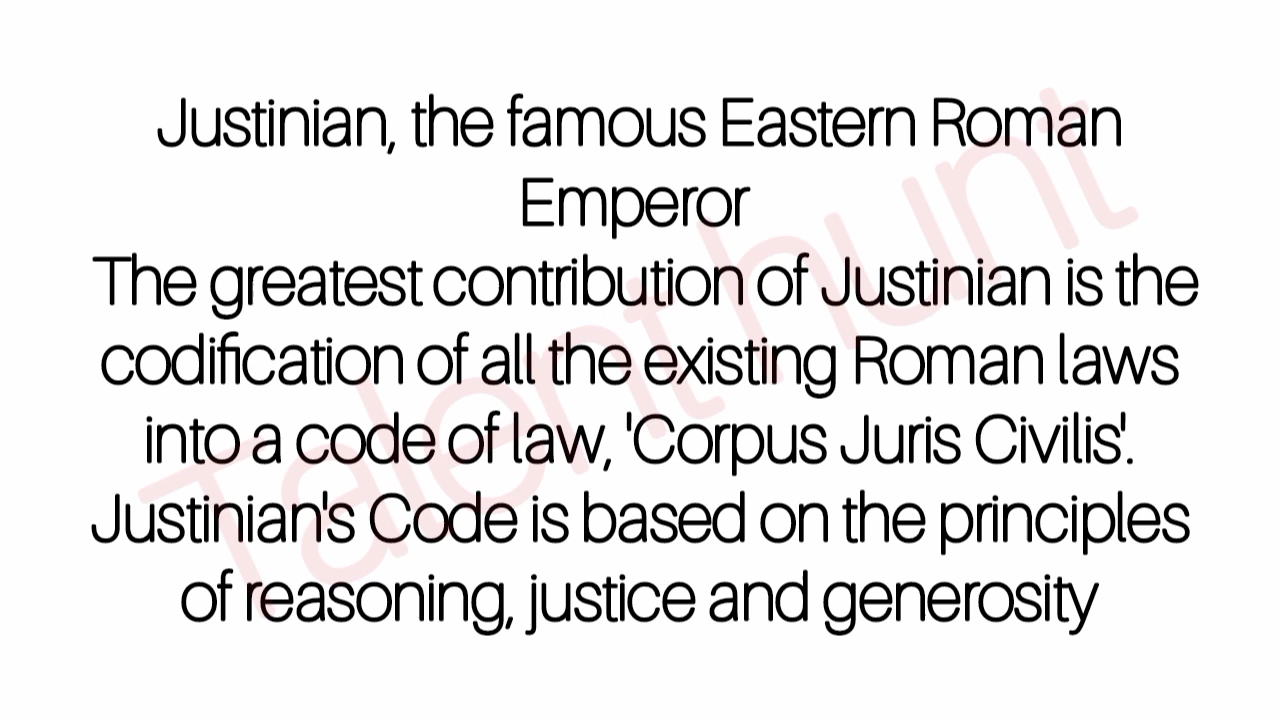 Justinian, the famous Eastern Roman
Emperor
The greatest contribution of Justinian is the
codification of all the existing Roman laws
into a code of law, 'Corpus Juris Civilis'.
Justinian's Code is based on the principles
of reasoning, justice and generosity
Talent hunt